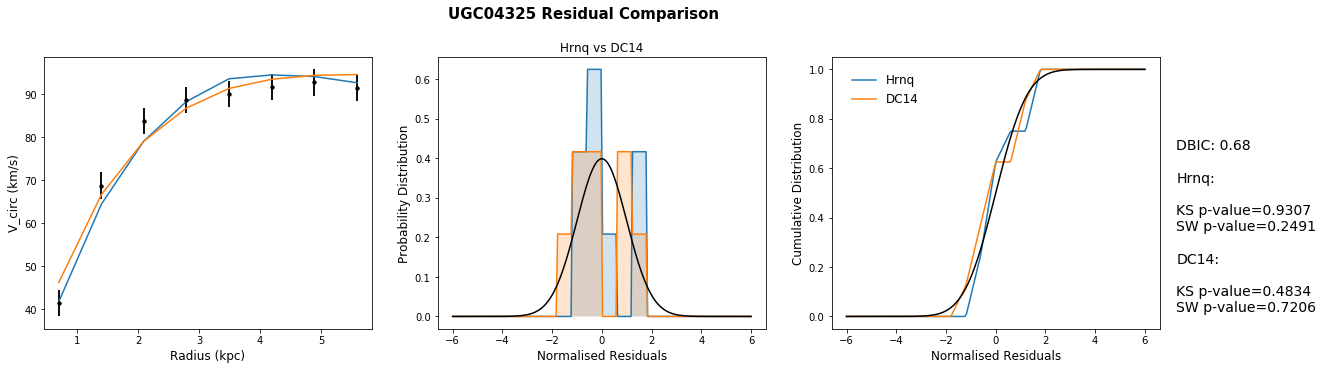 UGC04325 Residual Comparison
V_circ (km/s)
90
80
70
60
50
40
1 2 3 4 5
Radius (kpc)
Hrnq vs DC14
Probability Distribution
0.6
0.5
0.4
0.3
0.2
0.1
0.0
−6 −4 −2 0 2 4 6
Normalised Residuals
Cumulative Distribution
1.0
0.8
0.6
0.4
0.2
0.0
Hrnq
DC14
−6 −4 −2 0 2 4 6
Normalised Residuals
DBIC: 0.68
Hrnq:
KS p-value=0.9307
SW p-value=0.2491
DC14:
KS p-value=0.4834
SW p-value=0.7206